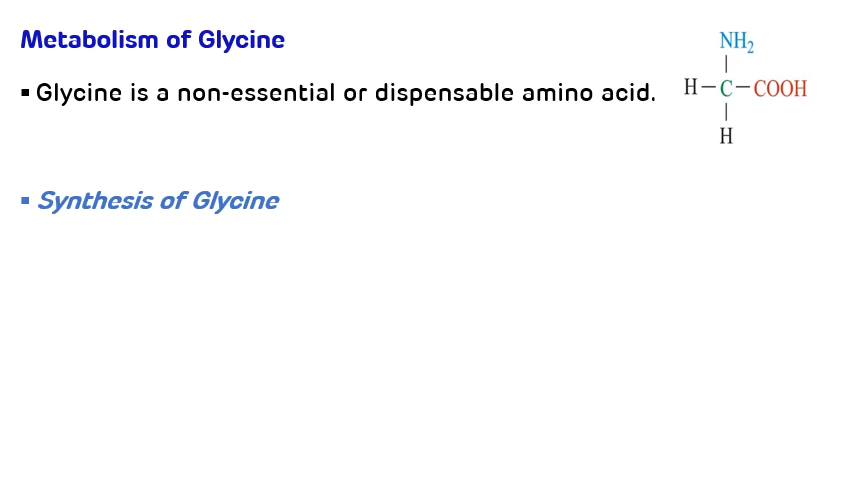 Metabolism of Glycine
▪ Glycine is a non-essential or dispensable amino acid.
NH₂
H – C – COOH
H
▪ Synthesis of Glycine